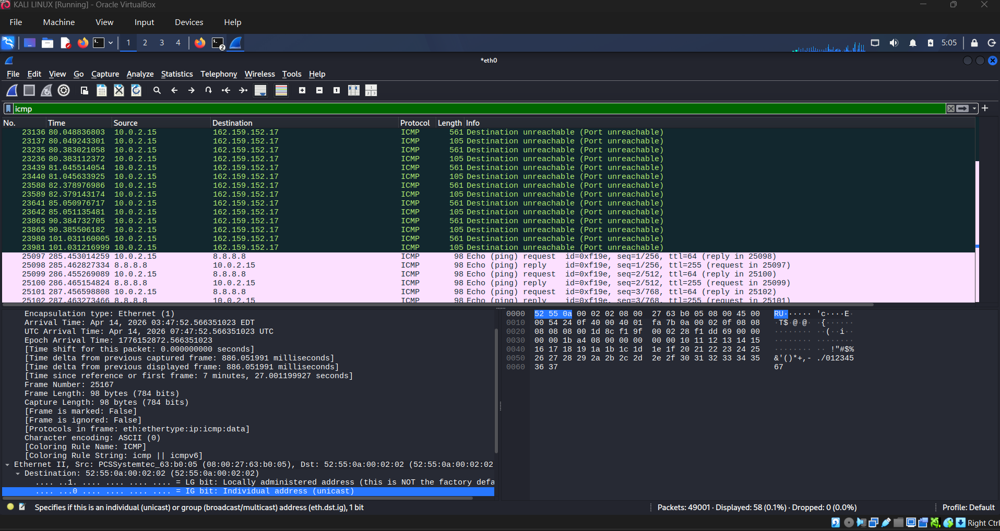 KALI LINUX [Running] - Oracle VirtualBox
File Machine View Input Devices Help
1 2 3 4 2 5:05
*eth0
File Edit View Go Capture Analyze Statistics Telephony Wireless Tools Help
icmp
No. Time Source Destination Protocol Length Info
23136 80.048836803 10.0.2.15 162.159.152.17 ICMP 561 Destination unreachable (Port unreachable)
23137 80.049243301 10.0.2.15 162.159.152.17 ICMP 105 Destination unreachable (Port unreachable)
23235 80.383021058 10.0.2.15 162.159.152.17 ICMP 561 Destination unreachable (Port unreachable)
23236 80.383112372 10.0.2.15 162.159.152.17 ICMP 105 Destination unreachable (Port unreachable)
23439 81.045514054 10.0.2.15 162.159.152.17 ICMP 561 Destination unreachable (Port unreachable)
23440 81.045633925 10.0.2.15 162.159.152.17 ICMP 105 Destination unreachable (Port unreachable)
23588 82.378976986 10.0.2.15 162.159.152.17 ICMP 561 Destination unreachable (Port unreachable)
23589 82.379143174 10.0.2.15 162.159.152.17 ICMP 105 Destination unreachable (Port unreachable)
23641 85.050976717 10.0.2.15 162.159.152.17 ICMP 561 Destination unreachable (Port unreachable)
23642 85.051135481 10.0.2.15 162.159.152.17 ICMP 105 Destination unreachable (Port unreachable)
23863 90.384732705 10.0.2.15 162.159.152.17 ICMP 561 Destination unreachable (Port unreachable)
23865 90.385506182 10.0.2.15 162.159.152.17 ICMP 105 Destination unreachable (Port unreachable)
23980 101.031160005 10.0.2.15 162.159.152.17 ICMP 561 Destination unreachable (Port unreachable)
23981 101.031216999 10.0.2.15 162.159.152.17 ICMP 105 Destination unreachable (Port unreachable)
25097 285.453014259 10.0.2.15 8.8.8.8 ICMP 98 Echo (ping) request id=0xf19e, seq=1/256, ttl=64 (reply in 25098)
25098 285.462827334 8.8.8.8 10.0.2.15 ICMP 98 Echo (ping) reply id=0xf19e, seq=1/256, ttl=255 (request in 25097)
25099 286.455269089 10.0.2.15 8.8.8.8 ICMP 98 Echo (ping) request id=0xf19e, seq=2/512, ttl=64 (reply in 25100)
25100 286.465154824 8.8.8.8 10.0.2.15 ICMP 98 Echo (ping) reply id=0xf19e, seq=2/512, ttl=255 (request in 25099)
25101 287.456598808 10.0.2.15 8.8.8.8 ICMP 98 Echo (ping) request id=0xf19e, seq=3/768, ttl=64 (reply in 25102)
25102 287.463273466 8.8.8.8 10.0.2.15 ICMP 98 Echo (ping) reply id=0xf19e, seq=3/768, ttl=255 (request in 25101)
Encapsulation type: Ethernet (1)
Arrival Time: Apr 14, 2026 03:47:52.566351023 EDT
UTC Arrival Time: Apr 14, 2026 07:47:52.566351023 UTC
Epoch Arrival Time: 1776152872.566351023
[Time shift for this packet: 0.000000000 seconds]
[Time delta from previous captured frame: 886.051991 milliseconds]
[Time delta from previous displayed frame: 886.051991 milliseconds]
[Time since reference or first frame: 7 minutes, 27.001199927 seconds]
Frame Number: 25167
Frame Length: 98 bytes (784 bits)
Capture Length: 98 bytes (784 bits)
[Frame is marked: False]
[Frame is ignored: False]
[Protocols in frame: eth:ethertype:ip:icmp:data]
Character encoding: ASCII (0)
[Coloring Rule Name: ICMP]
[Coloring Rule String: icmp || icmpv6]
Ethernet II, Src: PCSSystemtec_63:b0:05 (08:00:27:63:b0:05), Dst: 52:55:0a:00:02:02 (52:55:0a:00:02:02
Destination: 52:55:0a:00:02:02 (52:55:0a:00:02:02)
.... ..1. .... .... .... .... = LG bit: Locally administered address (this is NOT the factory defa
.... ...0 .... .... .... .... = IG bit: Individual address (unicast)
0000 52 55 0a 00 02 02 08 00 27 63 b0 05 08 00 45 00 RU······ 'c····E·
0010 00 54 24 0f 40 00 40 01 fa 7b 0a 00 02 0f 08 08 ·T$·@·@· ·{······
0020 08 08 08 00 1d 8c f1 9f 00 02 28 f1 dd 69 00 00 ········ ··(··i··
0030 00 00 1b a4 08 00 00 00 00 00 10 11 12 13 14 15 ········ ········
0040 16 17 18 19 1a 1b 1c 1d 1e 1f 20 21 22 23 24 25 ········ ·· !"#$%
0050 26 27 28 29 2a 2b 2c 2d 2e 2f 30 31 32 33 34 35 &'()*+,- ./012345
0060 36 37 67
Specifies if this is an individual (unicast) or group (broadcast/multicast) address (eth.dst.ig), 1 bit
Packets: 49001 · Displayed: 58 (0.1%) · Dropped: 0 (0.0%)
Profile: Default
Right Ctrl